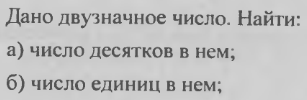 Дано двузначное число. Найти:
а) число десятков в нем;
б) число единиц в нем;